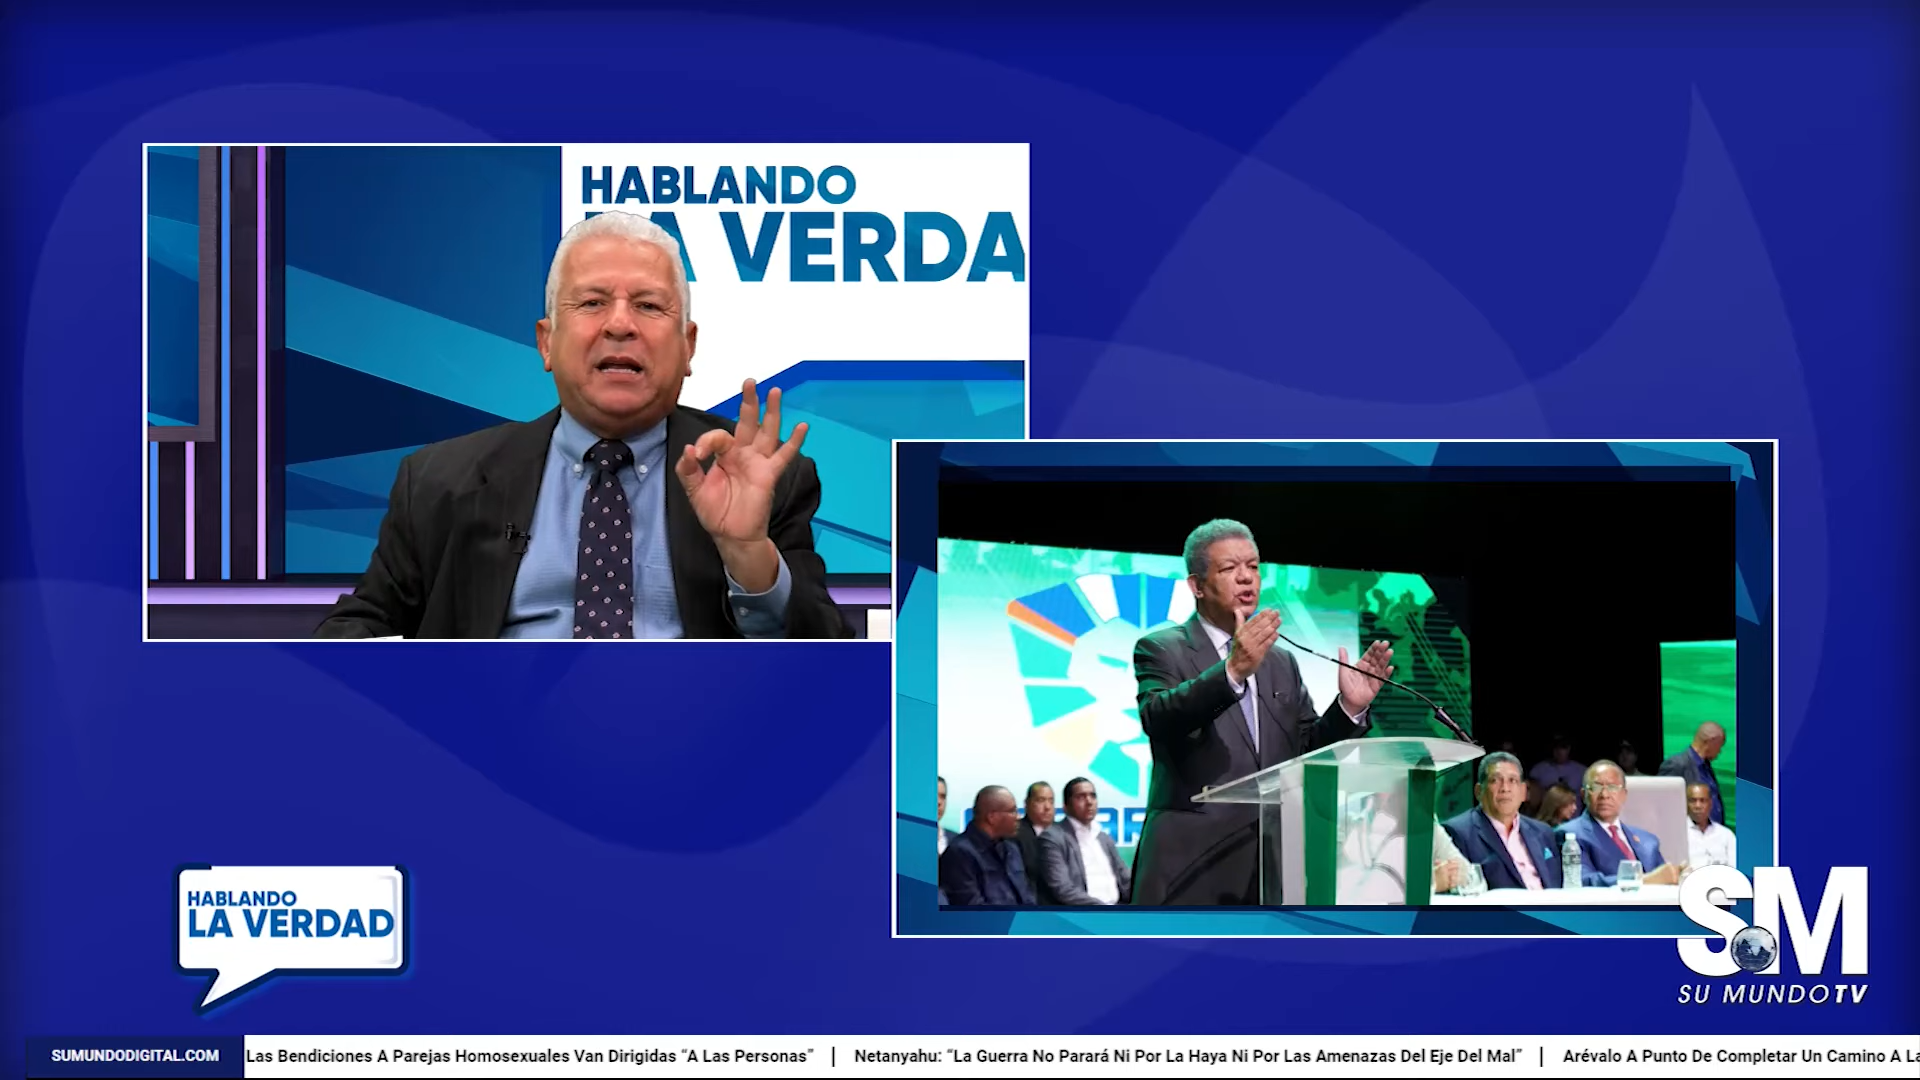 HABLANDO
LA VERDA
HABLANDO
LA VERDAD
SM
SU MUNDO TV
SUMUNDODIGITAL.COM
Las Bendiciones A Parejas Homosexuales Van Dirigidas “A Las Personas” | Netanyahu: “La Guerra No Parará Ni Por La Haya Ni Por Las Amenazas Del Eje Del Mal” | Arévalo A Punto De Completar Un Camino A La